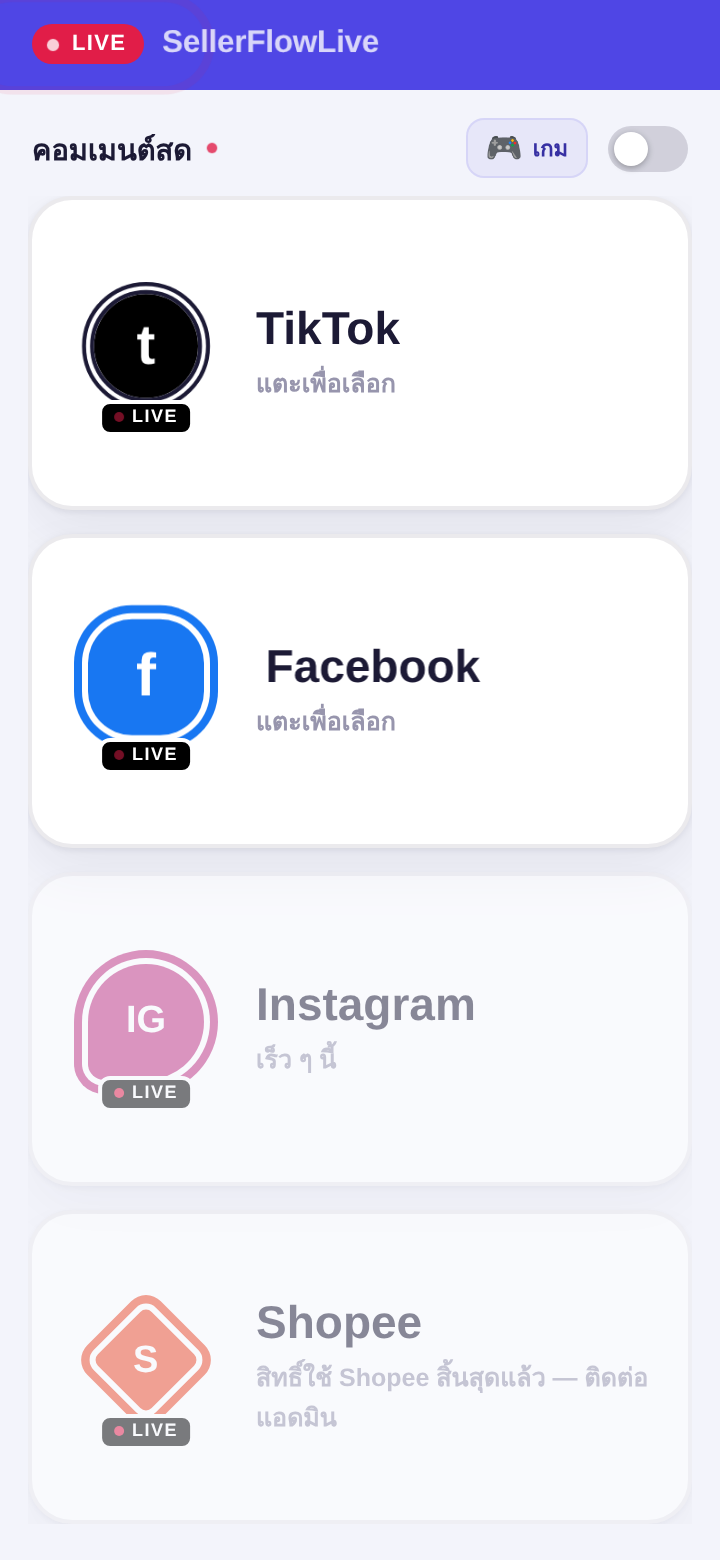 LIVE SellerFlowLive
คอมเมนต์สด
เกม
t
LIVE
TikTok
แตะเพื่อเลือก
f
LIVE
Facebook
แตะเพื่อเลือก
IG
LIVE
Instagram
เร็ว ๆ นี้
S
LIVE
Shopee
สิทธิ์ใช้ Shopee สิ้นสุดแล้ว — ติดต่อ
แอดมิน